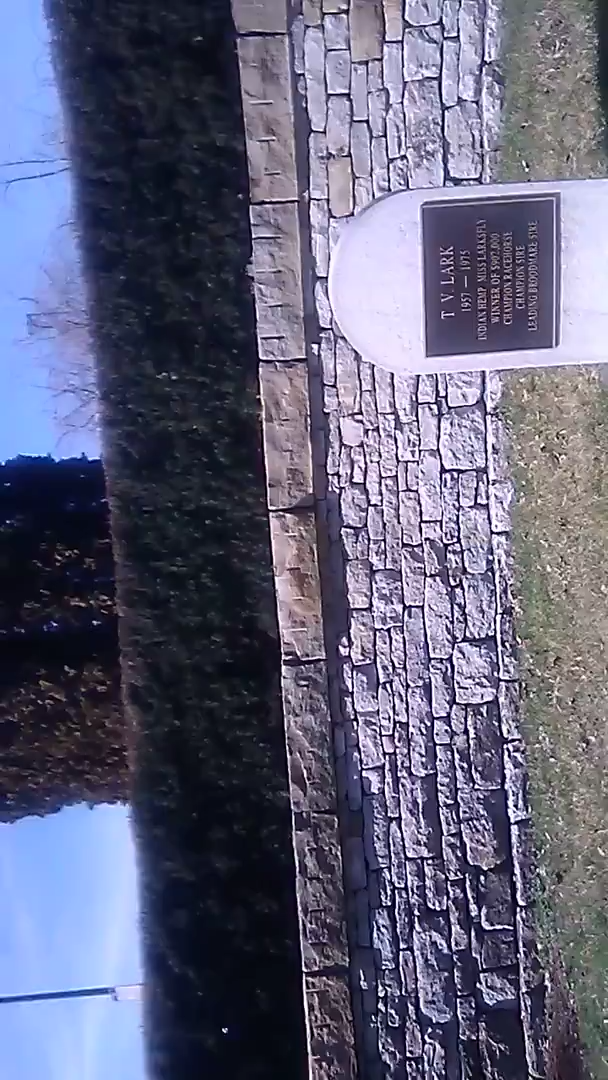 T. V. LARK
1957 — 1975
INDIAN HEMP MISS LARKSFLY
WINNER OF $902,000
CHAMPION RACEHORSE
CHAMPION SIRE
LEADING BROODMARE SIRE